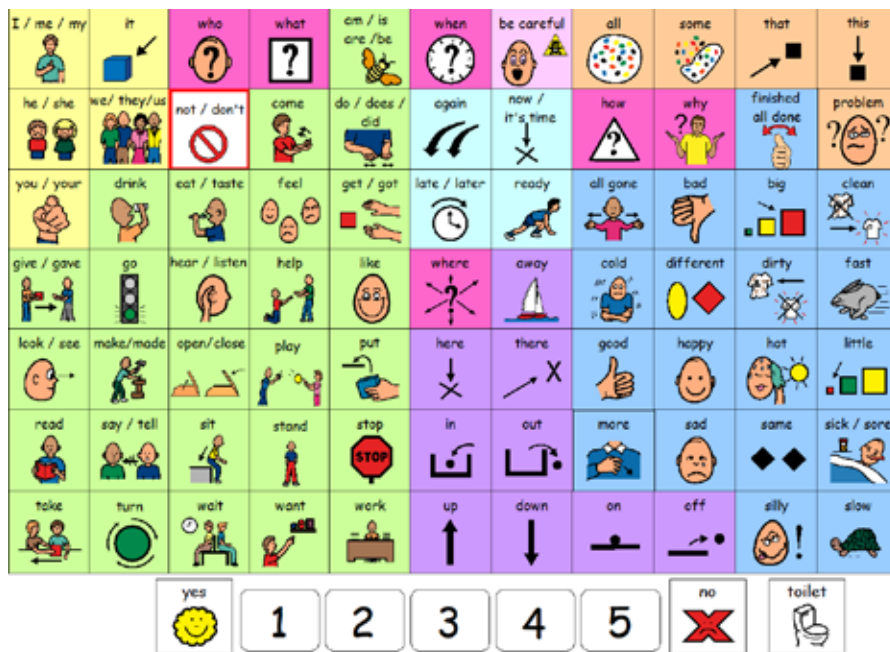 I / me / my it who what am / is when be careful all some that this
are /be
he / she we/ they/us not / don't come do / does / again now / how why finished problem
did it's time all done
you / your drink eat / taste feel get / got late / later ready all gone bad big clean
give / gave go hear / listen help like where away cold different dirty fast
look / see make/made open/close play put here there good happy hot little
read say / tell sit stand stop in out more sad same sick / sore
STOP
take turn wait want work up down on off silly slow
yes 1 2 3 4 5 no toilet